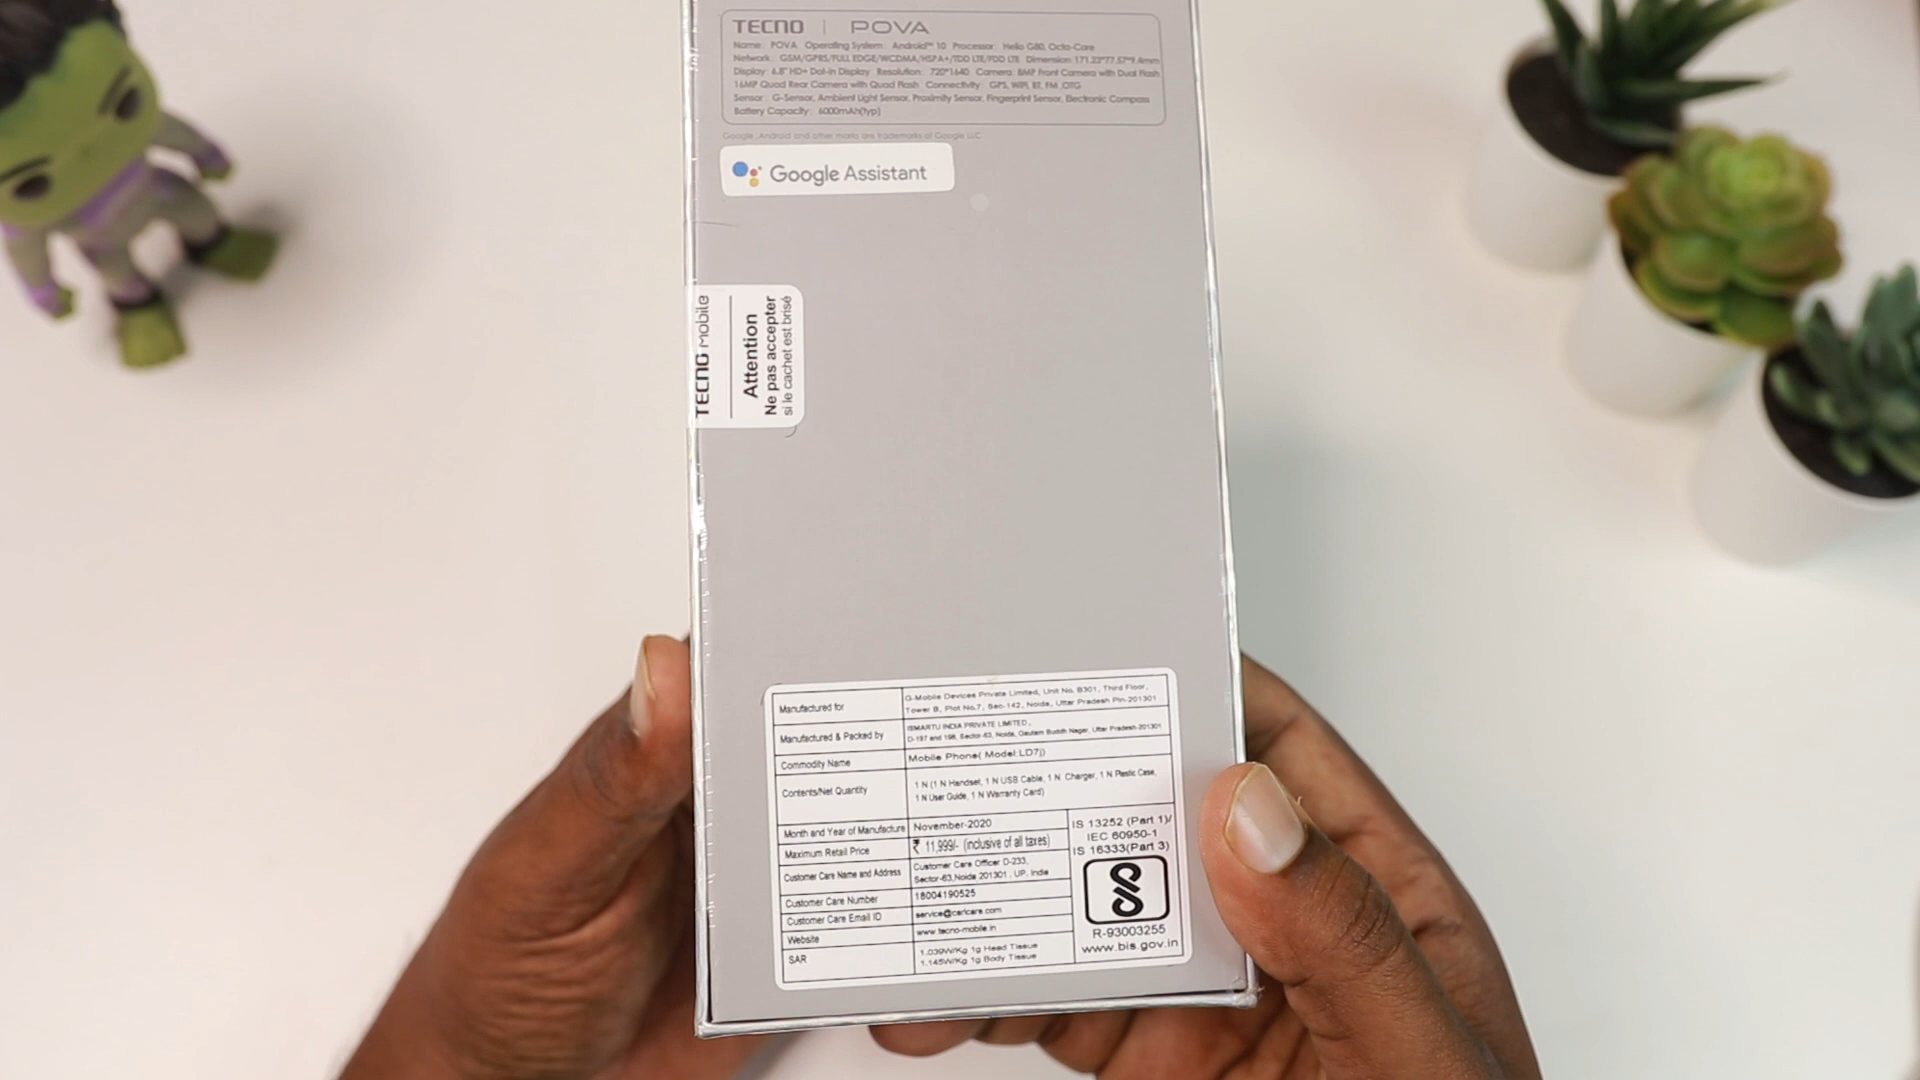 TECNO | POVA
Name: POVA Operating System: Android™ 10 Processor: Helio G80, Octa-Core
Network: GSM/GPRS/FULL EDGE/WCDMA/HSPA+/TDD LTE/FDD LTE Dimension: 171.23*77.57*9.4mm
Display: 6.8" HD+ Dot-in Display Resolution: 720*1640 Camera: 8MP Front Camera with Dual Flash
16MP Quad Rear Camera with Quad Flash Connectivity: GPS, WIFI, BT, FM, OTG
Sensor: G-Sensor, Ambient Light Sensor, Proximity Sensor, Fingerprint Sensor, Electronic Compass
Battery Capacity: 6000mAh(typ)
Google, Android and other marks are trademarks of Google LLC.
Google Assistant
TECNO Mobile
Attention
Ne pas accepter
si le cachet est brisé
Manufactured for
G-Mobile Devices Private Limited, Unit No. B301, Third Floor,
Tower B, Plot No.7, Sec-142, Noida, Uttar Pradesh Pin-201301
Manufactured & Packed by
ISMARTU INDIA PRIVATE LIMITED,
D-197 and 198, Sector-63, Noida, Gautam Buddh Nagar, Uttar Pradesh-201301
Commodity Name
Mobile Phone( Model:LD7j)
Contents/Net Quantity
1 N (1 N Handset, 1 N USB Cable, 1 N Charger, 1 N Plastic Case,
1 N User Guide, 1 N Warranty Card)
Month and Year of Manufacture
November-2020
Maximum Retail Price
₹ 11,999/- (inclusive of all taxes)
Customer Care Name and Address
Customer Care Officer D-233,
Sector-63, Noida 201301 , UP, India
Customer Care Number
18004190525
Customer Care Email ID
service@carlcare.com
Website
www.tecno-mobile.in
SAR
1.039W/Kg 1g Head Tissue
1.145W/Kg 1g Body Tissue
IS 13252 (Part 1)/
IEC 60950-1
IS 16333(Part 3)
R-93003255
www.bis.gov.in